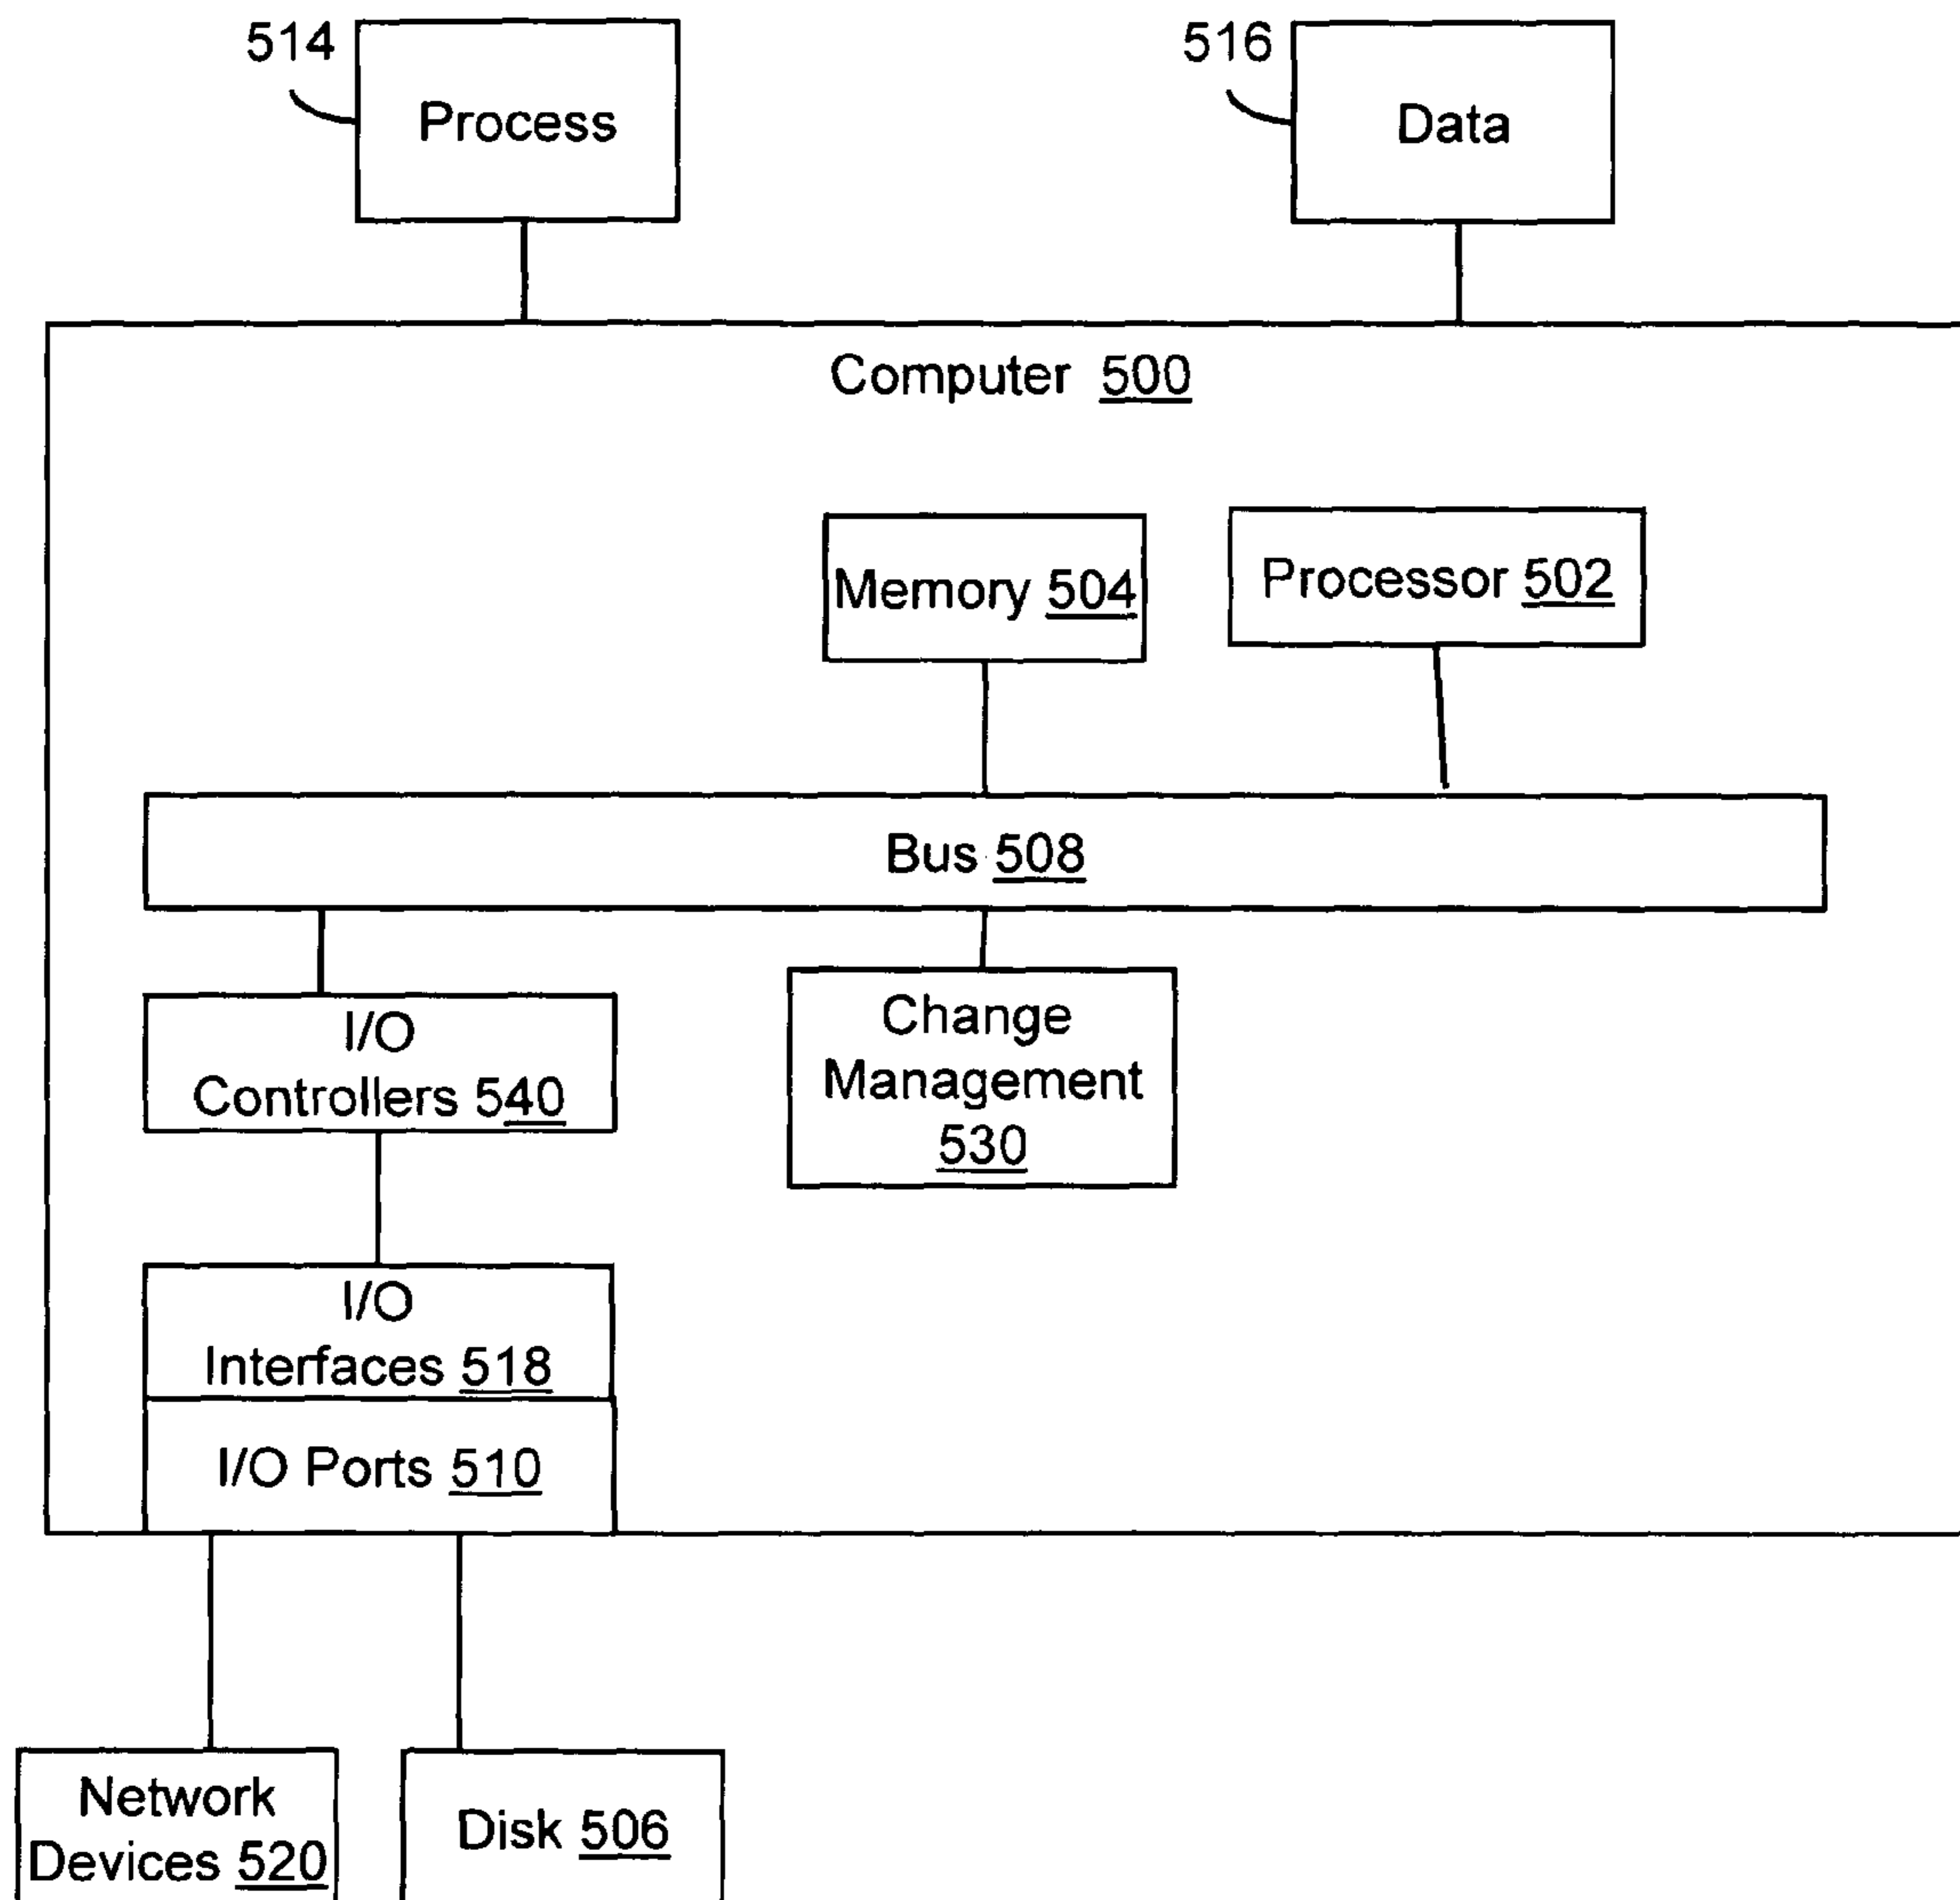 514
Process
516
Data
Computer 500
Memory 504
Processor 502
Bus 508
I/O
Controllers 540
Change
Management
530
I/O
Interfaces 518
I/O Ports 510
Network
Devices 520
Disk 506